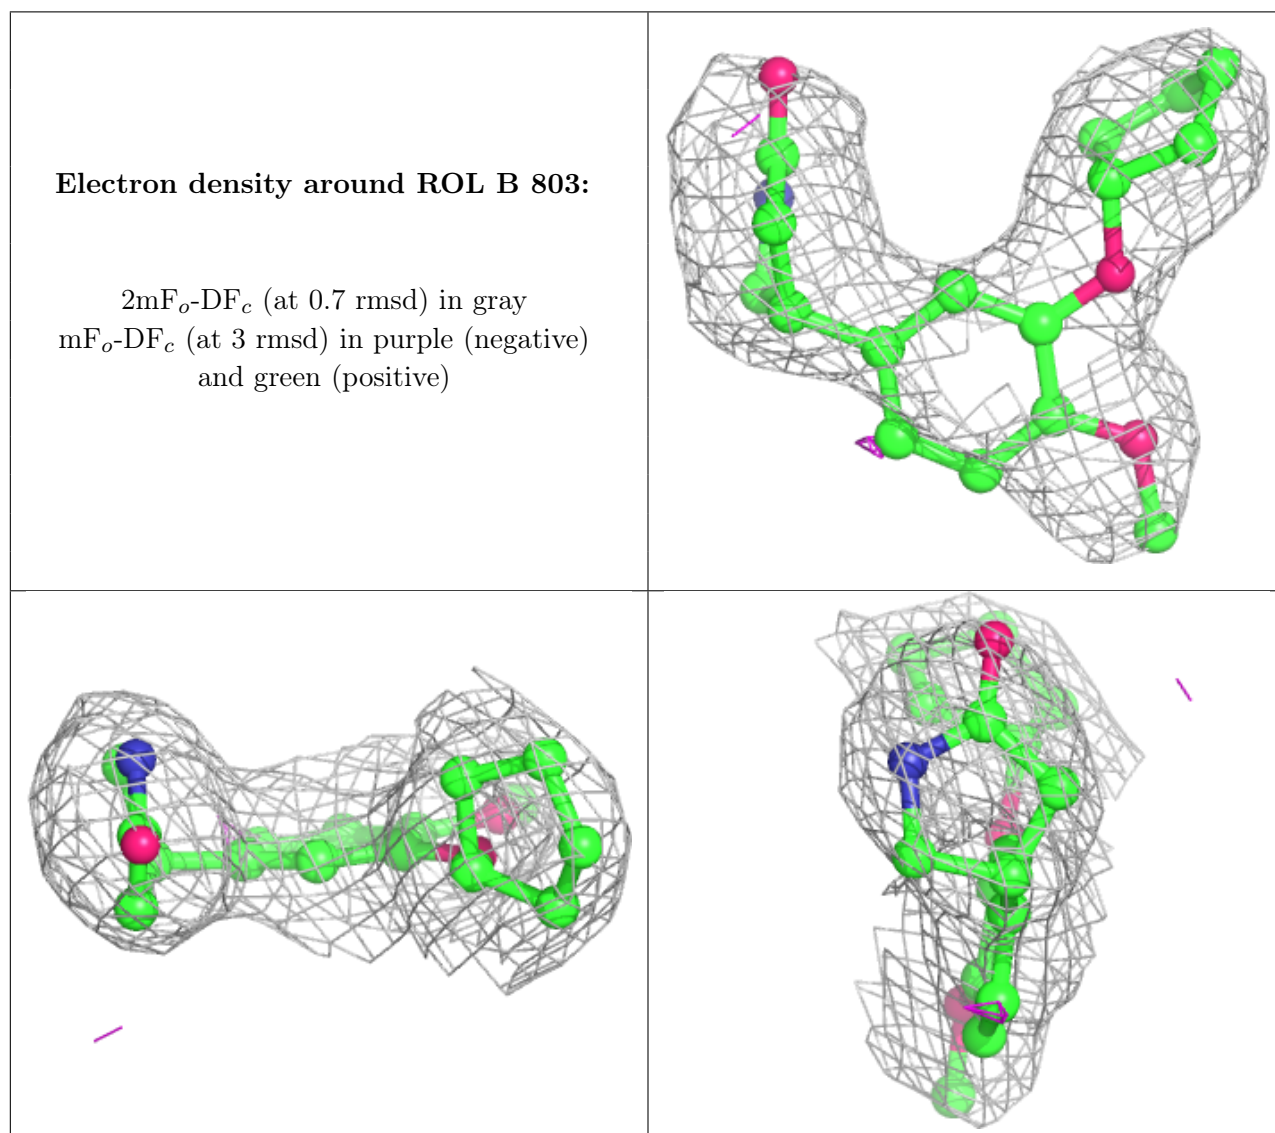 Electron density around ROL B 803:
2mFo-DFc (at 0.7 rmsd) in gray
mFo-DFc (at 3 rmsd) in purple (negative)
and green (positive)